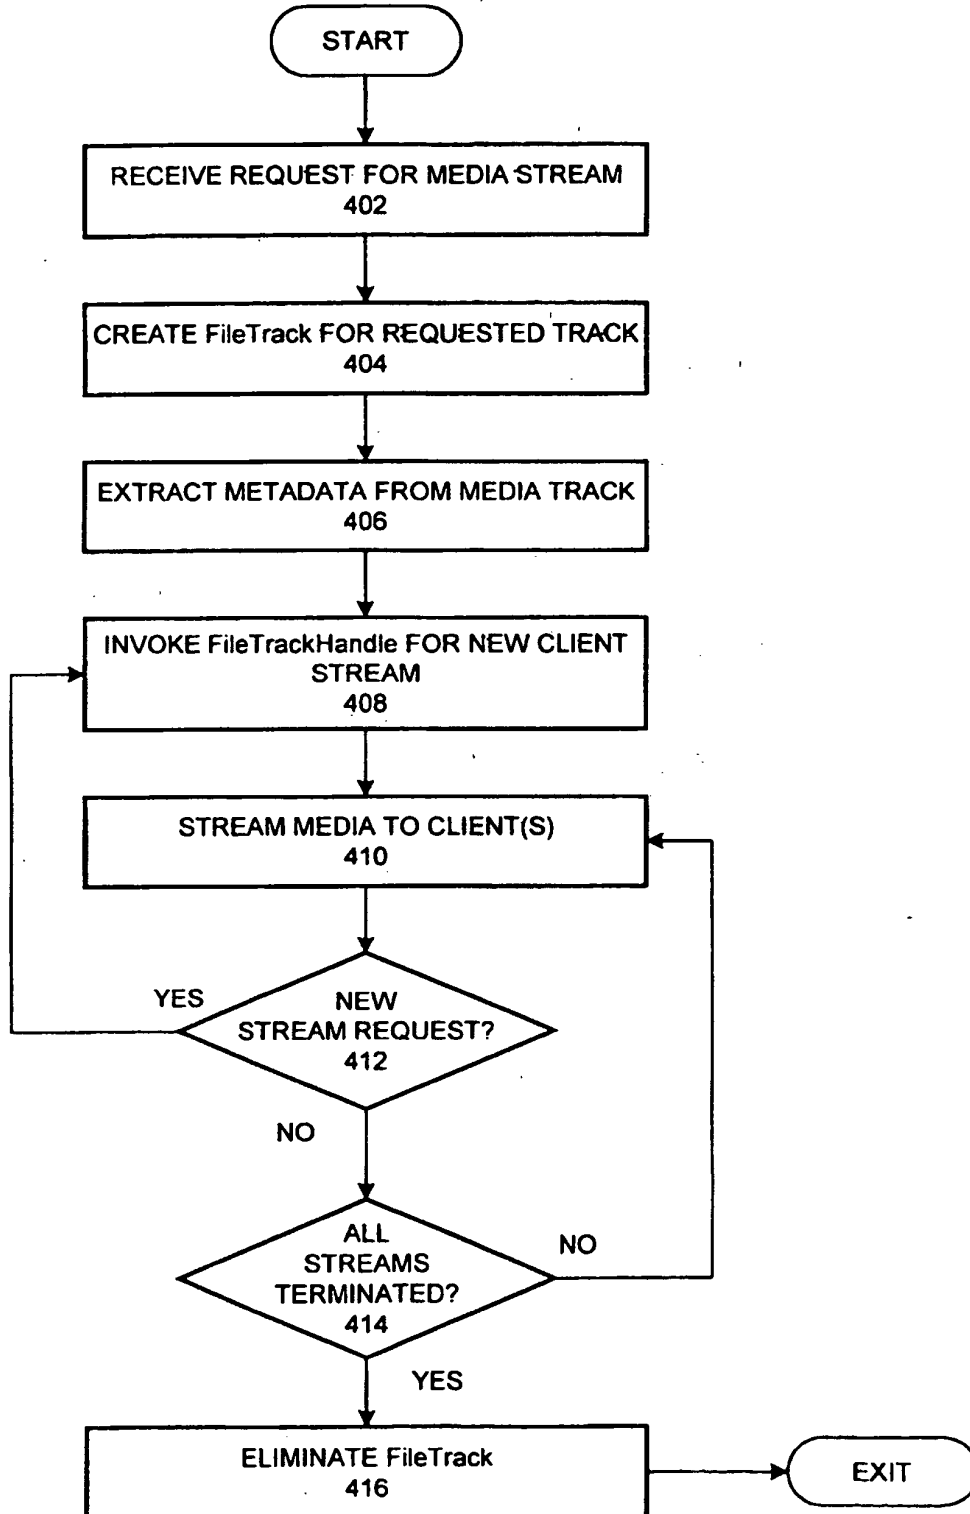 START
RECEIVE REQUEST FOR MEDIA STREAM
402
CREATE FileTrack FOR REQUESTED TRACK
404
EXTRACT METADATA FROM MEDIA TRACK
406
INVOKE FileTrackHandle FOR NEW CLIENT
STREAM
408
STREAM MEDIA TO CLIENT(S)
410
YES
NEW
STREAM REQUEST?
412
NO
ALL
STREAMS
TERMINATED?
414
NO
YES
ELIMINATE FileTrack
416
EXIT